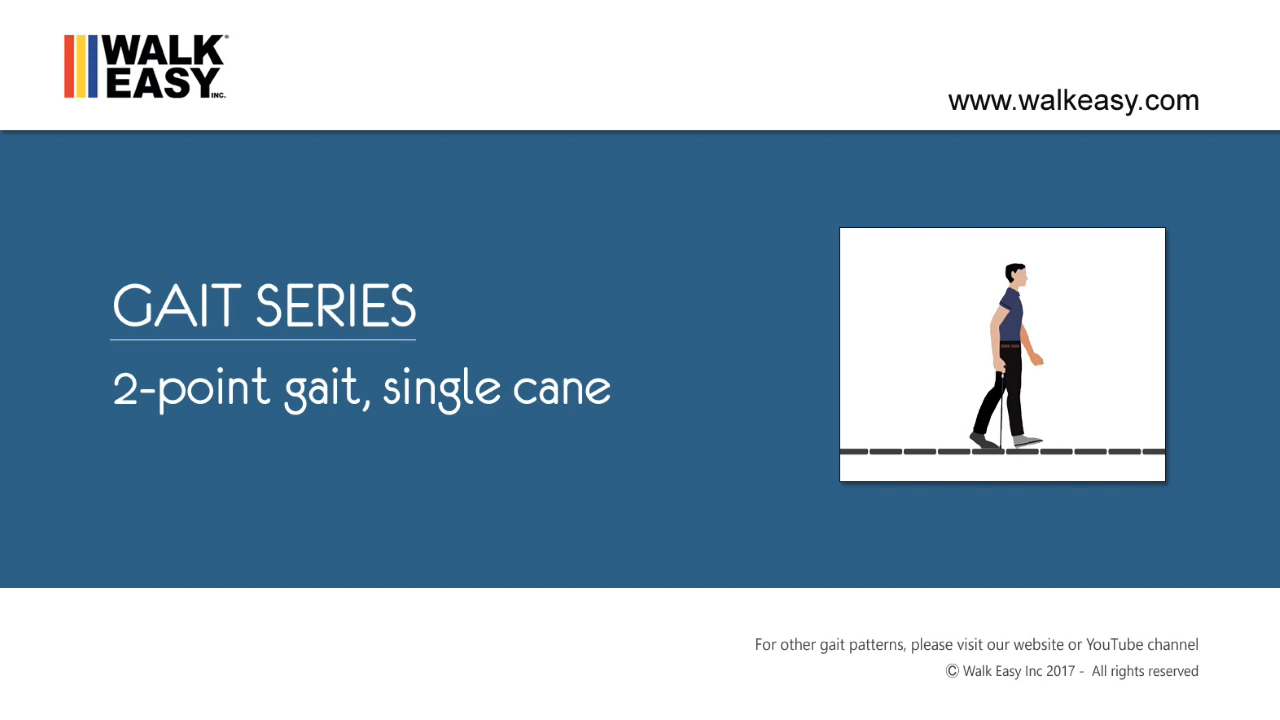 WALK
EASY
INC.
www.walkeasy.com
GAIT SERIES
2-point gait, single cane
For other gait patterns, please visit our website or YouTube channel
© Walk Easy Inc 2017 - All rights reserved